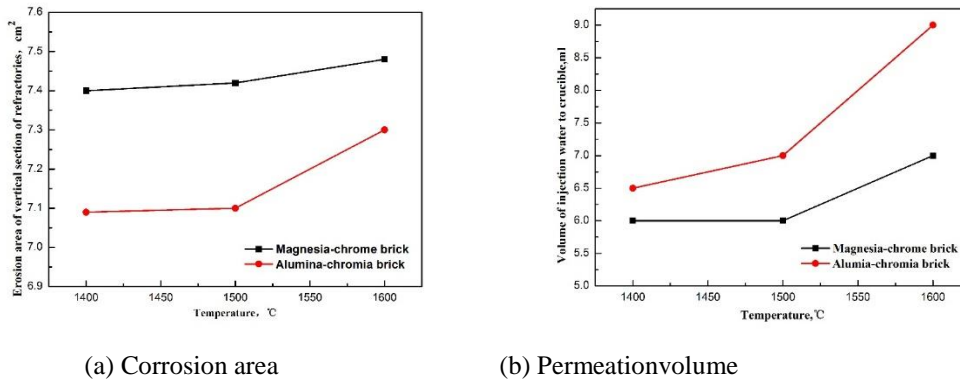 Erosion area of vertical section of refractories, cm²
7.6
7.5
7.4
7.3
7.2
7.1
7.0
6.9
1400
1450
1500
1550
1600
Temperature, ℃
Magnesia-chrome brick
Alumina-chromia brick
(a) Corrosion area
Volume of injection water to crucible,ml
9.0
8.5
8.0
7.5
7.0
6.5
6.0
5.5
5.0
1400
1450
1500
1550
1600
Temperature,℃
Magnesia-chrome brick
Alumia-chromia brick
(b) Permeationvolume